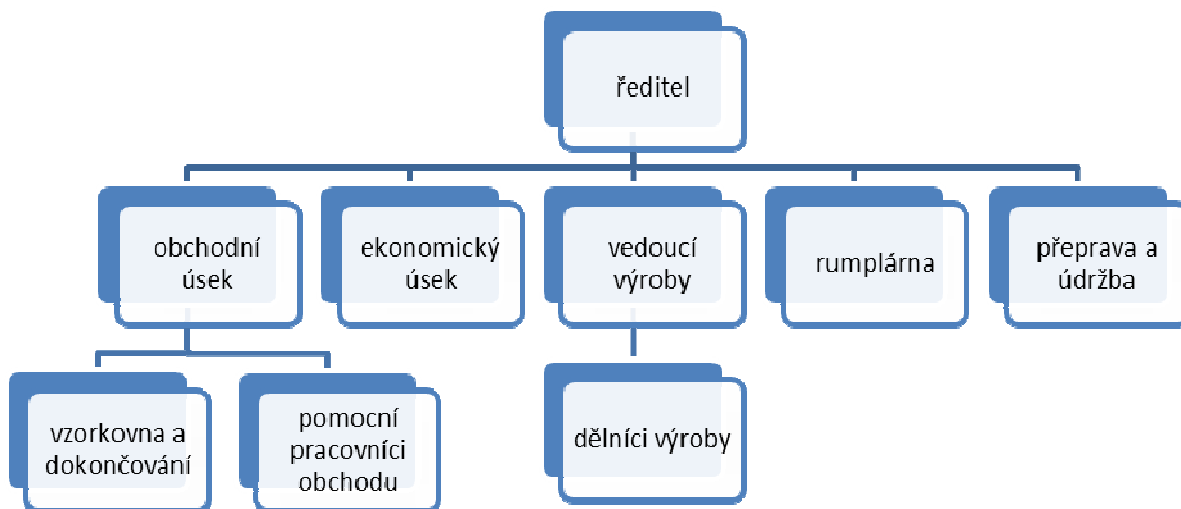 ředitel
obchodní
úsek
ekonomický
úsek
vedoucí
výroby
rumplárna
přeprava a
údržba
vzorkovna a
dokončování
pomocní
pracovníci
obchodu
dělníci výroby